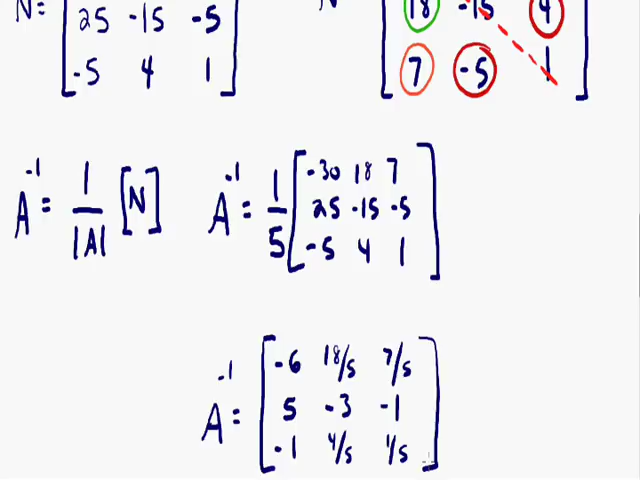 N = [ 25 -15 -5
-5 4 1 ]
N [ 18 -15 4
7 -5 1 ]
A⁻¹ = 1/|A| [N]
A⁻¹ = 1/5 [ -30 18 7
25 -15 -5
-5 4 1 ]
A⁻¹ = [ -6 18/5 7/5
5 -3 -1
-1 4/5 1/5 ]